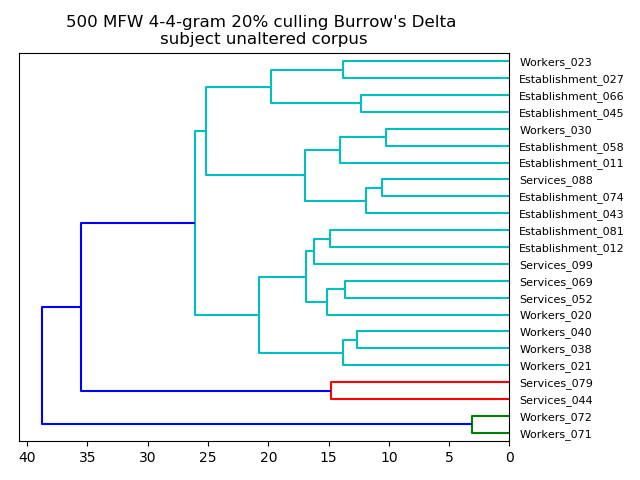 500 MFW 4-4-gram 20% culling Burrow's Delta
subject unaltered corpus
Workers_023
Establishment_027
Establishment_066
Establishment_045
Workers_030
Establishment_058
Establishment_011
Services_088
Establishment_074
Establishment_043
Establishment_081
Establishment_012
Services_099
Services_069
Services_052
Workers_020
Workers_040
Workers_038
Workers_021
Services_079
Services_044
Workers_072
Workers_071
40 35 30 25 20 15 10 5 0